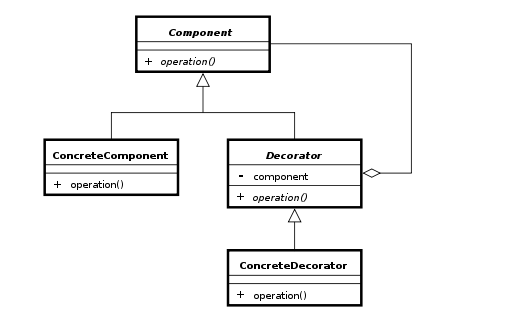 Component
+ operation()
ConcreteComponent
+ operation()
Decorator
- component
+ operation()
ConcreteDecorator
+ operation()